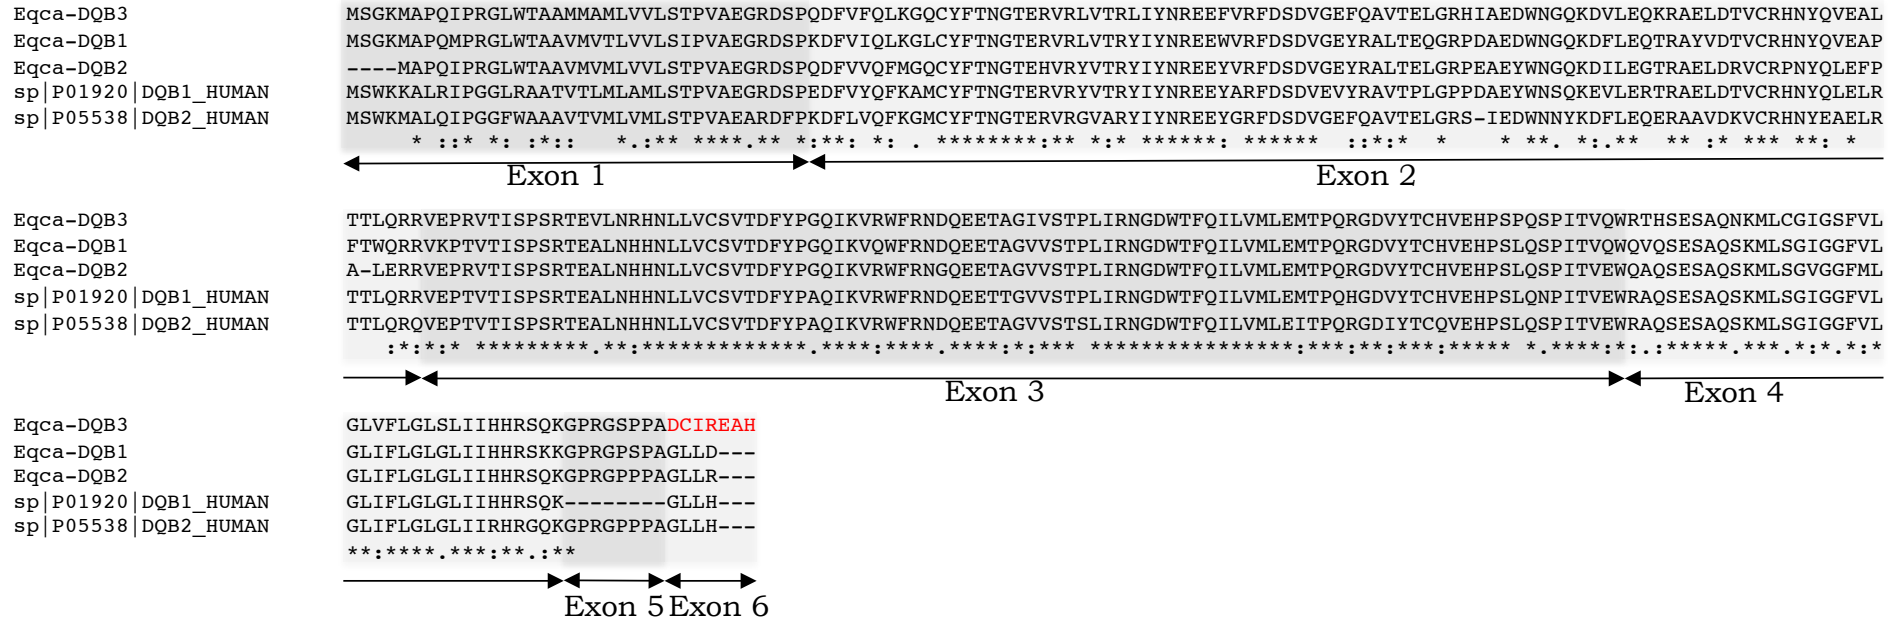 Eqca-DQB3 MSGKMAPQIPRGLWTAAMMAMLVVLSTPVAEGRDSPQDFVFQLKGQCYFTNGTERVRLVTRLIYNREEFVRFDSDVGEFQAVTELGRHIAEDWNGQKDVLEQKRAELDTVCRHNYQVEAL
Eqca-DQB1 MSGKMAPQMPRGLWTAAVMVTLVVLSIPVAEGRDSPKDFVIQLKGLCYFTNGTERVRLVTRYIYNREEWVRFDSDVGEYRALTEQGRPDAEDWNGQKDFLEQTRAYVDTVCRHNYQVEAP
Eqca-DQB2 ----MAPQIPRGLWTAAVMVMLVVLSTPVAEGRDSPQDFVVQFMGQCYFTNGTEHVRYVTRYIYNREEYVRFDSDVGEYRALTELGRPEAEYWNGQKDILEGTRAELDRVCRPNYQLEFP
sp|P01920|DQB1_HUMAN MSWKKALRIPGGLRAATVTLMLAMLSTPVAEGRDSPEDFVYQFKAMCYFTNGTERVRYVTRYIYNREEYARFDSDVEVYRAVTPLGPPDAEYWNSQKEVLERTRAELDTVCRHNYQLELR
sp|P05538|DQB2_HUMAN MSWKMALQIPGGFWAAAVTVMLVMLSTPVAEARDFPKDFLVQFKGMCYFTNGTERVRGVARYIYNREEYGRFDSDVGEFQAVTELGRS-IEDWNNYKDFLEQERAAVDKVCRHNYEAELR
* ::* *: :*:: *.:** ****.** *:**: *: . ********:** *: ****** ****** ::*:* * * **. *:.** ** :* *** **: *
Exon 1 Exon 2
Eqca-DQB3 TTLQRRVEPRVTISPSRTEVLNRHNLLVCSVTDFYPGQIKVRWFRNDQEETAGIVSTPLIRNGDWTFQILVMLEMTPQRGDVYTCHVEHPSPQSPITVQWRTHSESAQNKMLCGIGSFVL
Eqca-DQB1 FTWQRRVKPTVTISPSRTEALNHHNLLVCSVTDFYPGQIKVQWFRNDQEETAGVVSTPLIRNGDWTFQILVMLEMTPQRGDVYTCHVEHPSLQSPITVQWQVQSESAQSKMLSGIGGFVL
Eqca-DQB2 A-LERRVEPRVTISPSRTEALNHHNLLVCSVTDFYPGQIKVRWFRNGQEETAGVVSTPLIRNGDWTFQILVMLEMTPQRGDVYTCHVEHPSLQSPITVEWQAQSESAQSKMLSGVGGFML
sp|P01920|DQB1_HUMAN TTLQRRVEPTVTISPSRTEALNHHNLLVCSVTDFYPAQIKVRWFRNDQEETTGVVSTPLIRNGDWTFQILVMLEMTPQHGDVYTCHVEHPSLQNPITVEWRAQSESAQSKMLSGIGGFVL
sp|P05538|DQB2_HUMAN TTLQRQVEPTVTISPSRTEALNHHNLLVCSVTDFYPAQIKVRWFRNDQEETAGVVSTSLIRNGDWTFQILVMLEITPQRGDIYTCQVEHPSLQSPITVEWRAQSESAQSKMLSGIGGFVL
:*:*:* *********.**:*************.****:****.****:*:*** *****************:***:**:***:***** *.****:*:.:*****.***.*:*.*:*
Exon 3 Exon 4
Eqca-DQB3 GLVFLGLSLIIHHRSQKGPRGSPPADCIREAH
Eqca-DQB1 GLIFLGLGLIIHHRSKKGPRGPSPAGLLD---
Eqca-DQB2 GLIFLGLGLIIHHRSQKGPRGPPPAGLLR---
sp|P01920|DQB1_HUMAN GLIFLGLGLIIHHRSQK--------GLLH---
sp|P05538|DQB2_HUMAN GLIFLGLGLIIRHRGQKGPRGPPPAGLLH---
**:****.***:**.:**
Exon 5 Exon 6